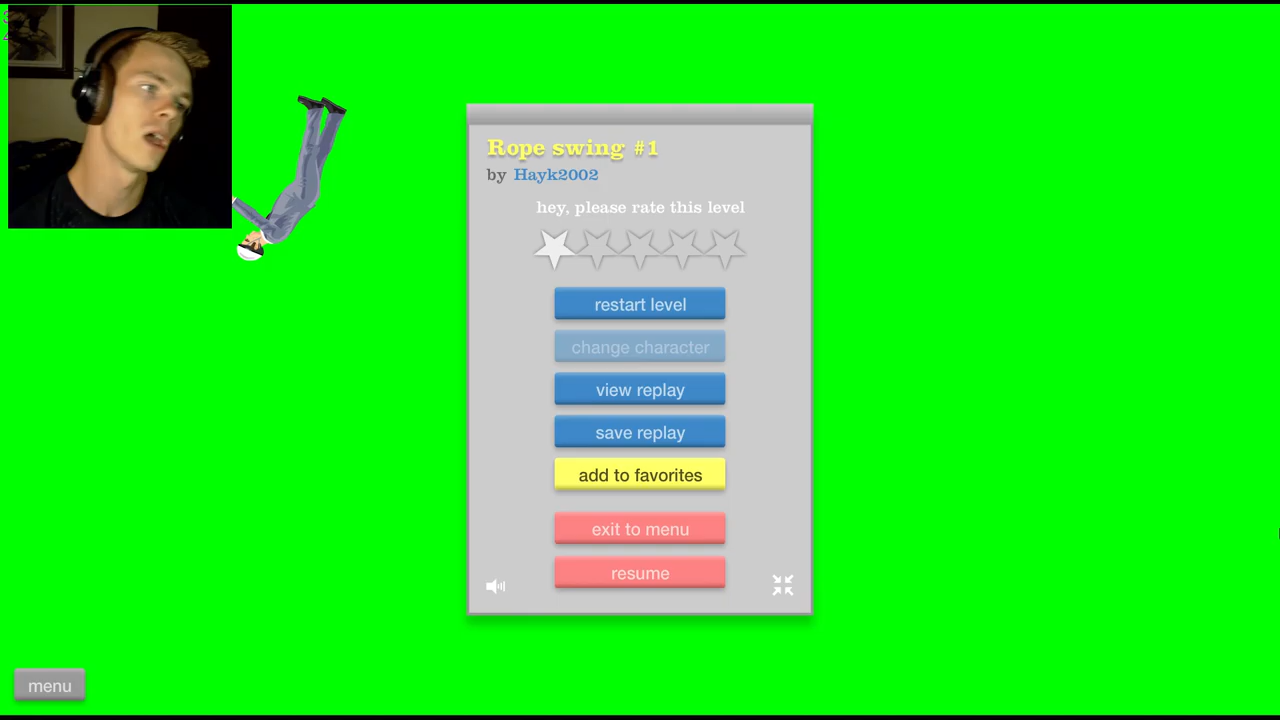 Rope swing #1
by Hayk2002
hey, please rate this level
restart level
change character
view replay
save replay
add to favorites
exit to menu
resume
menu